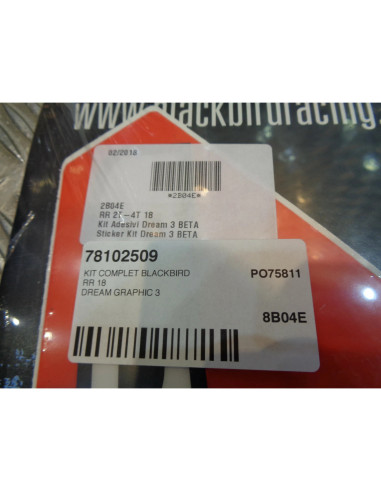 www.blackbirdracing.
02/2018
*2B04E*
2B04E
RR 2t-4T 18
Kit Adesivi Dream 3 BETA
Sticker Kit Dream 3 BETA
78102509
KIT COMPLET BLACKBIRD
PO75811
RR 18
DREAM GRAPHIC 3
8B04E